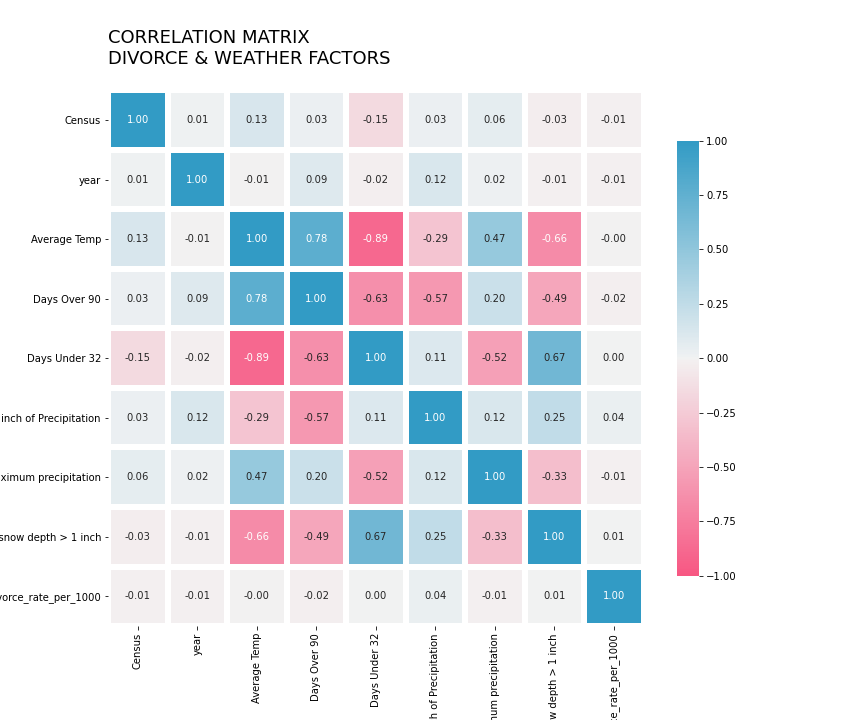 CORRELATION MATRIX
DIVORCE & WEATHER FACTORS
Census 1.00 0.01 0.13 0.03 -0.15 0.03 0.06 -0.03 -0.01
year 0.01 1.00 -0.01 0.09 -0.02 0.12 0.02 -0.01 -0.01
Average Temp 0.13 -0.01 1.00 0.78 -0.89 -0.29 0.47 -0.66 -0.00
Days Over 90 0.03 0.09 0.78 1.00 -0.63 -0.57 0.20 -0.49 -0.02
Days Under 32 -0.15 -0.02 -0.89 -0.63 1.00 0.11 -0.52 0.67 0.00
inch of Precipitation 0.03 0.12 -0.29 -0.57 0.11 1.00 0.12 0.25 0.04
ximum precipitation 0.06 0.02 0.47 0.20 -0.52 0.12 1.00 -0.33 -0.01
snow depth > 1 inch -0.03 -0.01 -0.66 -0.49 0.67 0.25 -0.33 1.00 0.01
vorce_rate_per_1000 -0.01 -0.01 -0.00 -0.02 0.00 0.04 -0.01 0.01 1.00
Census
year
Average Temp
Days Over 90
Days Under 32
h of Precipitation
num precipitation
w depth > 1 inch
ce_rate_per_1000
1.00
0.75
0.50
0.25
0.00
−0.25
−0.50
−0.75
−1.00